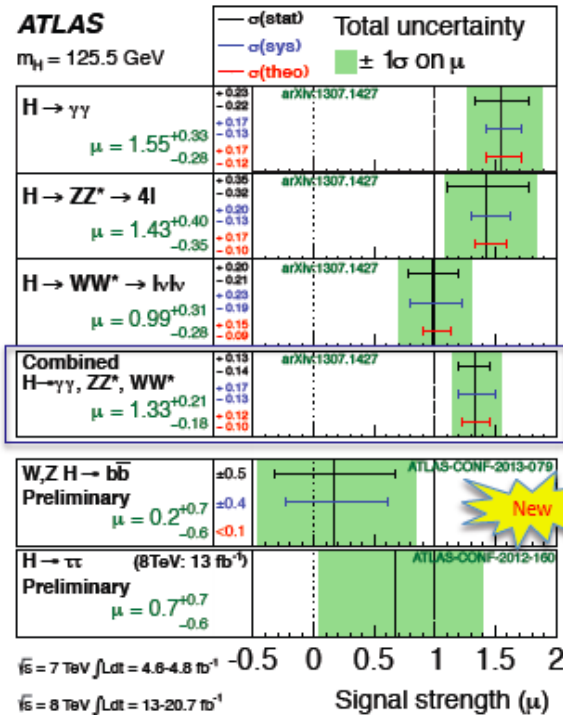 ATLAS
m_H = 125.5 GeV
σ(stat)
σ(sys)
σ(theo)
Total uncertainty
± 1σ on μ
H → γγ
μ = 1.55 +0.33 −0.28
+ 0.23
- 0.22
+ 0.17
- 0.13
+ 0.17
- 0.12
arXiv:1307.1427
H → ZZ* → 4l
μ = 1.43 +0.40 −0.35
+ 0.35
- 0.32
+ 0.20
- 0.13
+ 0.17
- 0.10
arXiv:1307.1427
H → WW* → lνlν
μ = 0.99 +0.31 −0.28
+ 0.20
- 0.21
+ 0.23
- 0.19
+ 0.15
- 0.09
arXiv:1307.1427
Combined
H→γγ, ZZ*, WW*
μ = 1.33 +0.21 −0.18
+ 0.13
- 0.14
+ 0.17
- 0.13
+ 0.12
- 0.10
arXiv:1307.1427
W,Z H → bb̄
Preliminary
μ = 0.2 +0.7 −0.6
±0.5
±0.4
<0.1
ATLAS-CONF-2013-079
New
H → ττ (8TeV: 13 fb⁻¹)
Preliminary
μ = 0.7 +0.7 −0.6
ATLAS-CONF-2012-160
√s = 7 TeV ∫Ldt = 4.6-4.8 fb⁻¹
√s = 8 TeV ∫Ldt = 13-20.7 fb⁻¹
-0.5 0 0.5 1 1.5 2
Signal strength (μ)